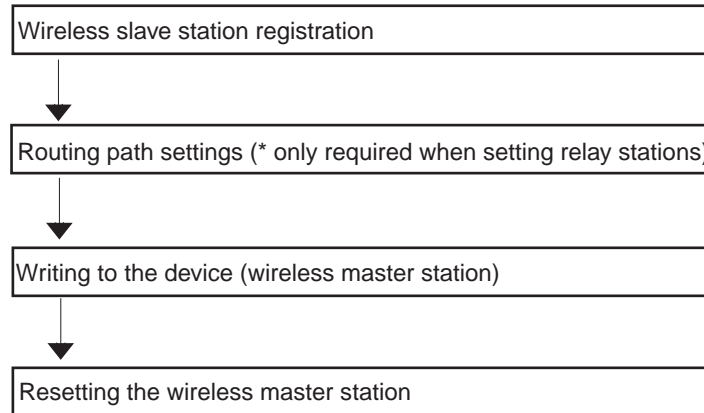 Wireless slave station registration
Routing path settings (* only required when setting relay stations)
Writing to the device (wireless master station)
Resetting the wireless master station